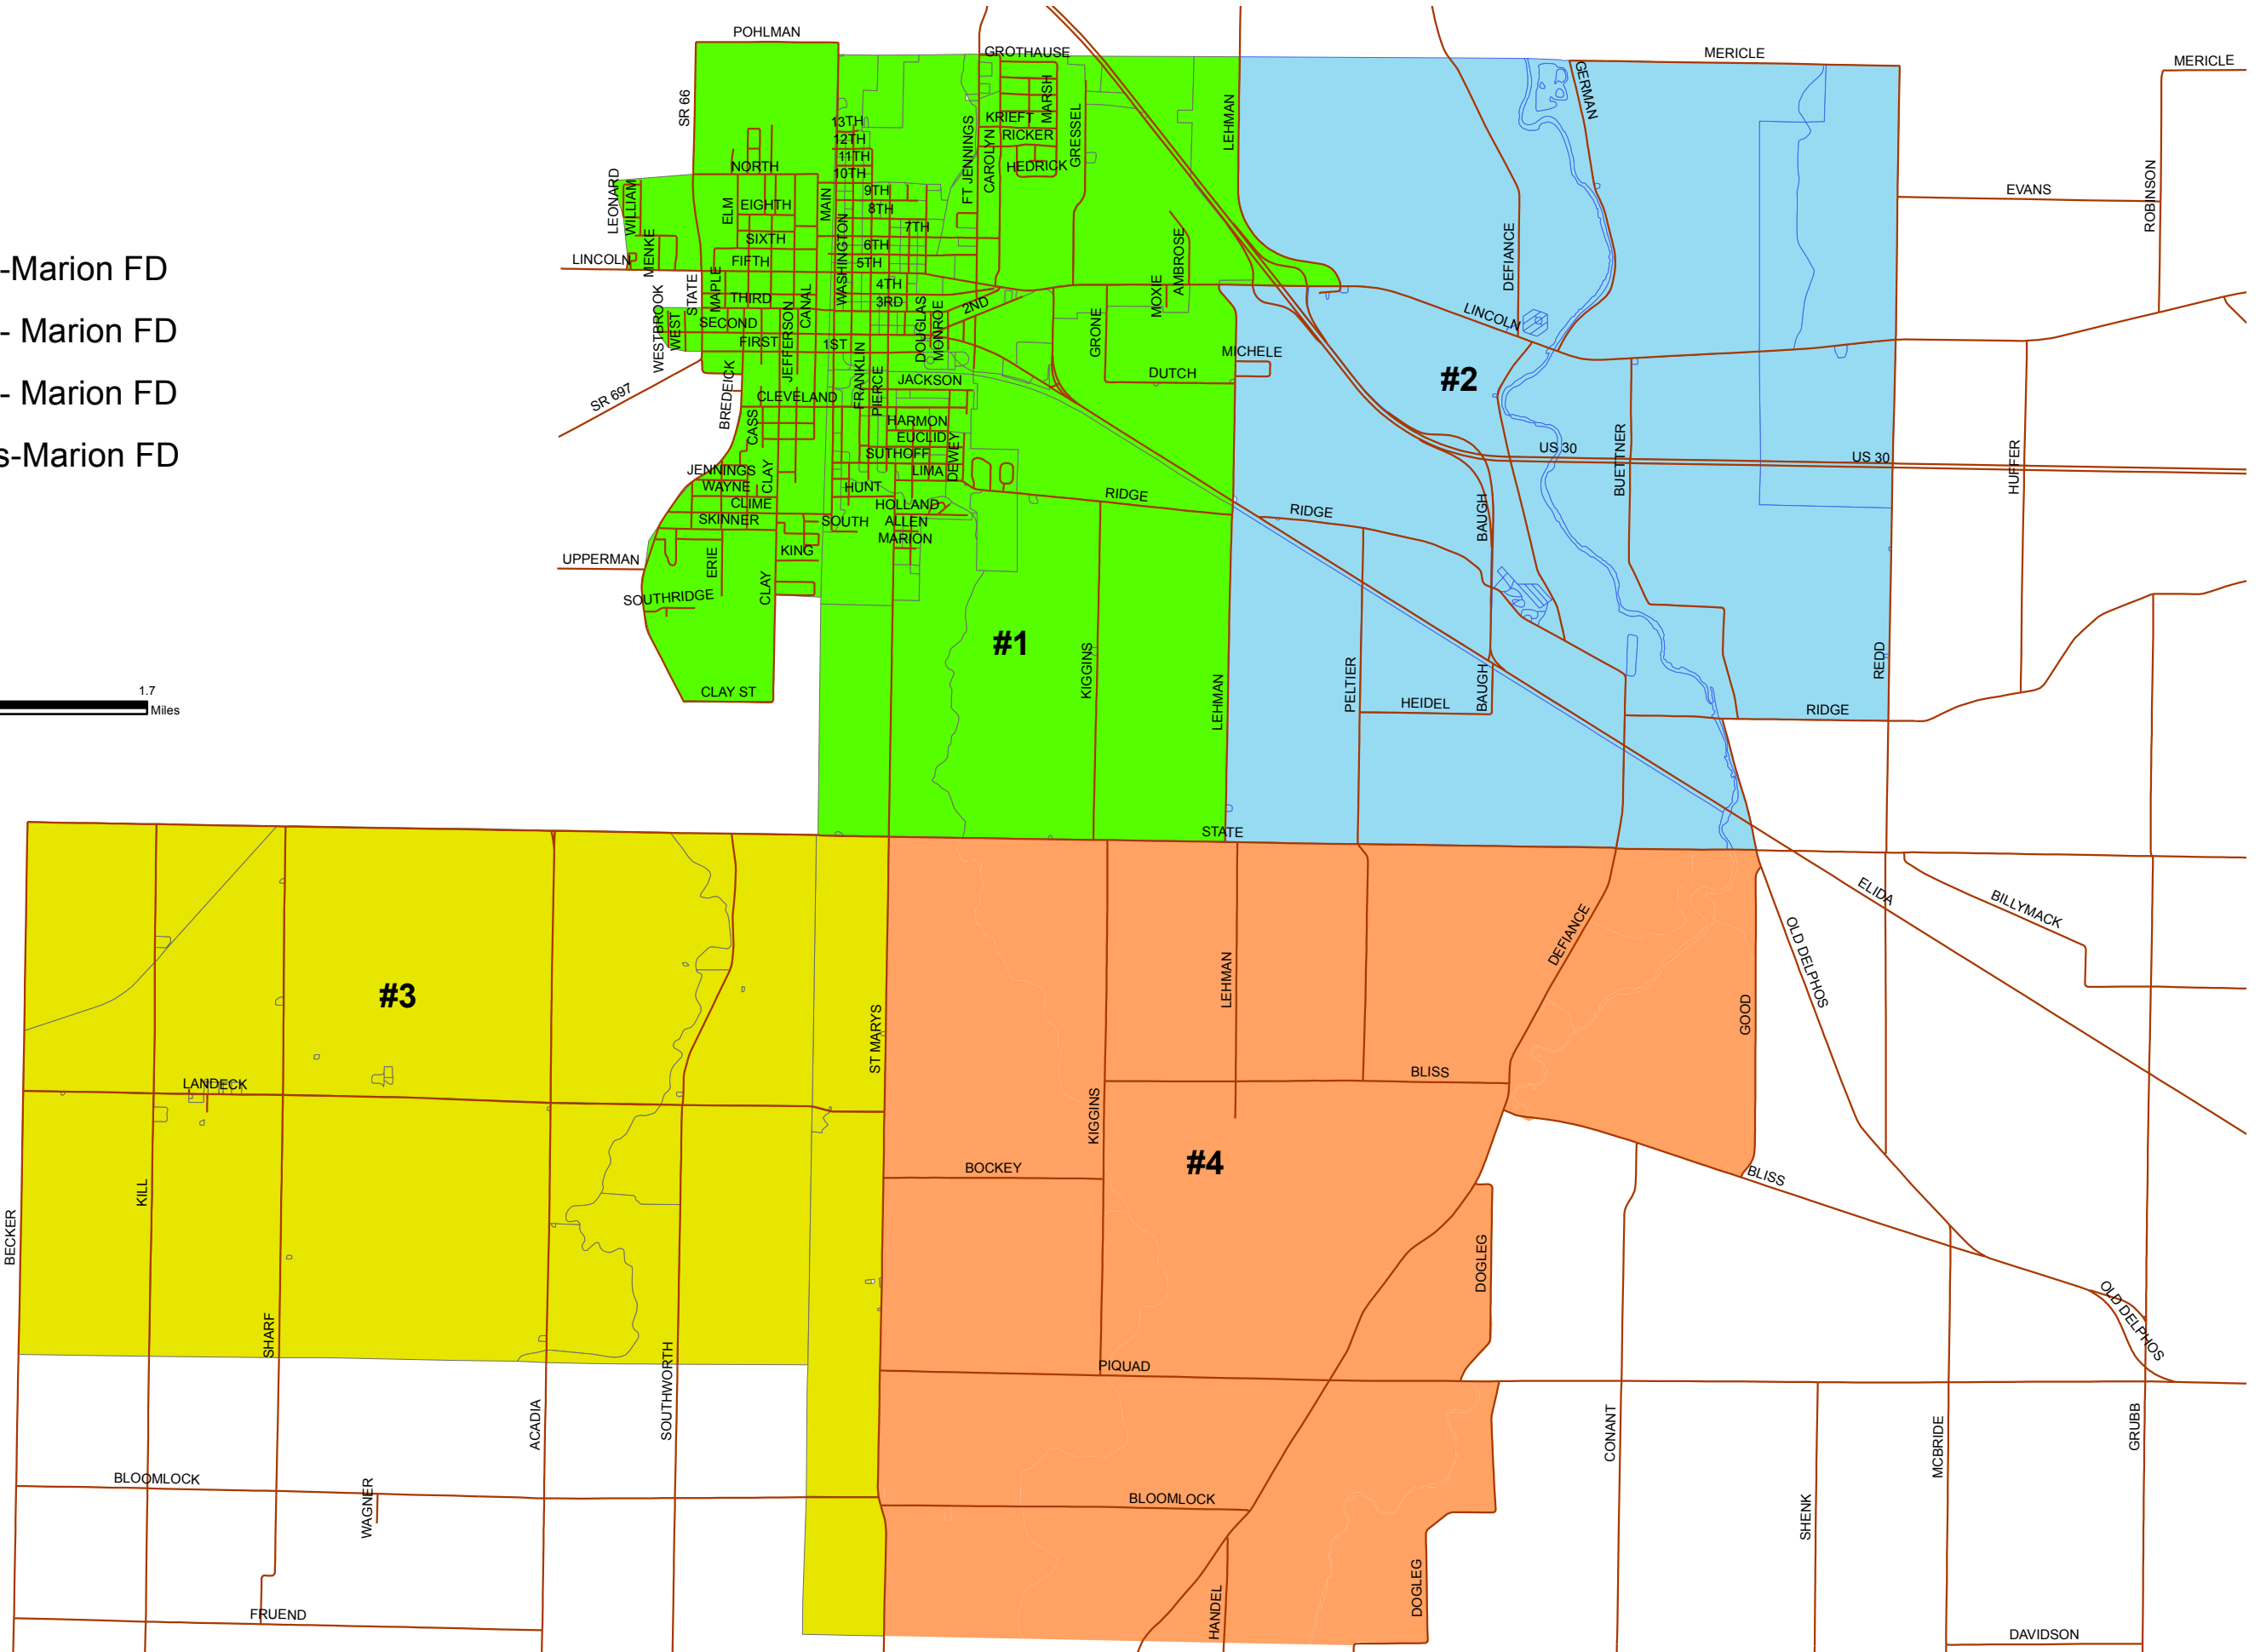 POHLMAN
GROTHAUSE
MERICLE
MERICLE
SR 66
MARSH
GERMAN
LEHMAN
GRESSEL
13TH
KRIEFT
12TH
RICKER
11TH
FT JENNINGS
CAROLYN
NORTH
10TH
HEDRICK
LEONARD
WILLIAM
9TH
EVANS
ROBINSON
ELM
EIGHTH
MAIN
8TH
7TH
SIXTH
WASHINGTON
6TH
AMBROSE
DEFIANCE
-Marion FD
LINCOLN
MENKE
FIFTH
5TH
STATE
MAPLE
4TH
MOXIE
THIRD
CANAL
3RD
2ND
LINCOLN
- Marion FD
WESTBROOK
WEST
SECOND
JEFFERSON
DOUGLAS
MONROE
GRONE
FIRST
1ST
MICHELE
DUTCH
#2
- Marion FD
SR 697
BREDEICK
FRANKLIN
PIERCE
JACKSON
CLEVELAND
CASS
HARMON
EUCLID
s-Marion FD
SUTHOFF
DEWEY
US 30
US 30
BUETTNER
HUFFER
JENNINGS
CLAY
LIMA
WAYNE
HUNT
RIDGE
CLIME
HOLLAND
RIDGE
BAUGH
SKINNER
SOUTH
ALLEN
MARION
UPPERMAN
ERIE
KING
CLAY
SOUTHRIDGE
#1
KIGGINS
LEHMAN
PELTIER
BAUGH
REDD
1.7
Miles
CLAY ST
HEIDEL
RIDGE
STATE
ELIDA
BILLYMACK
#3
ST MARYS
LEHMAN
DEFIANCE
GOOD
OLD DELPHOS
LANDECK
BLISS
KIGGINS
BECKER
KILL
BOCKEY
#4
BLISS
DOGLEG
SHARF
SOUTHWORTH
PIQUAD
OLD DELPHOS
ACADIA
CONANT
MCBRIDE
GRUBB
BLOOMLOCK
WAGNER
BLOOMLOCK
SHENK
FRUEND
HANDEL
DOGLEG
DAVIDSON